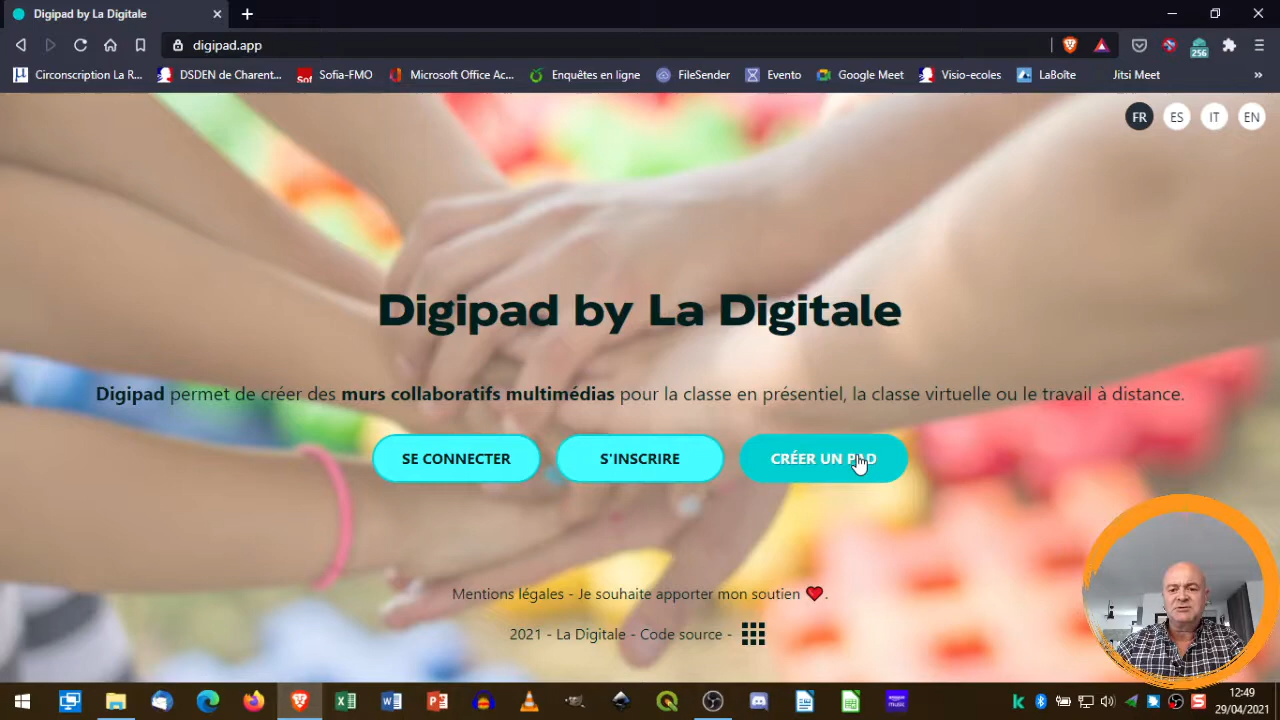 Digipad by La Digitale
digipad.app
256
Circonscription La R...
DSDEN de Charent...
Sofia-FMO
Microsoft Office Ac...
Enquêtes en ligne
FileSender
Evento
Google Meet
Visio-ecoles
LaBoîte
Jitsi Meet
»
FR
ES
IT
EN
Digipad by La Digitale
Digipad permet de créer des murs collaboratifs multimédias pour la classe en présentiel, la classe virtuelle ou le travail à distance.
SE CONNECTER
S'INSCRIRE
CRÉER UN PAD
Mentions légales - Je souhaite apporter mon soutien ❤.
2021 - La Digitale - Code source -
12:49
29/04/2021